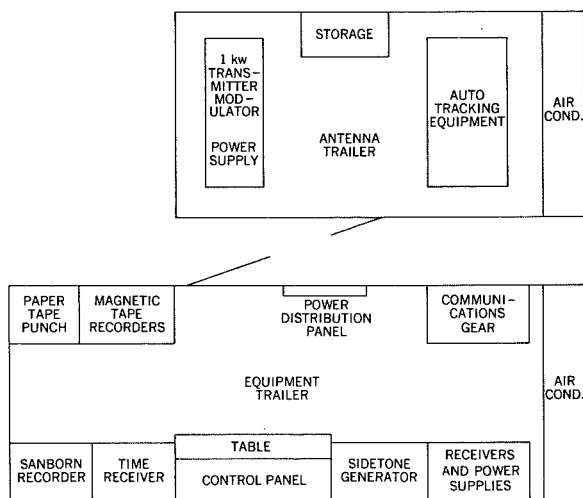 STORAGE
1 kw
TRANS-
MITTER
MOD-
ULATOR
POWER
SUPPLY
AUTO
TRACKING
EQUIPMENT
ANTENNA
TRAILER
AIR
COND.
PAPER
TAPE
PUNCH
MAGNETIC
TAPE
RECORDERS
POWER
DISTRIBUTION
PANEL
COMMUNI-
CATIONS
GEAR
EQUIPMENT
TRAILER
AIR
COND.
SANBORN
RECORDER
TIME
RECEIVER
TABLE
CONTROL PANEL
SIDETONE
GENERATOR
RECEIVERS
AND POWER
SUPPLIES